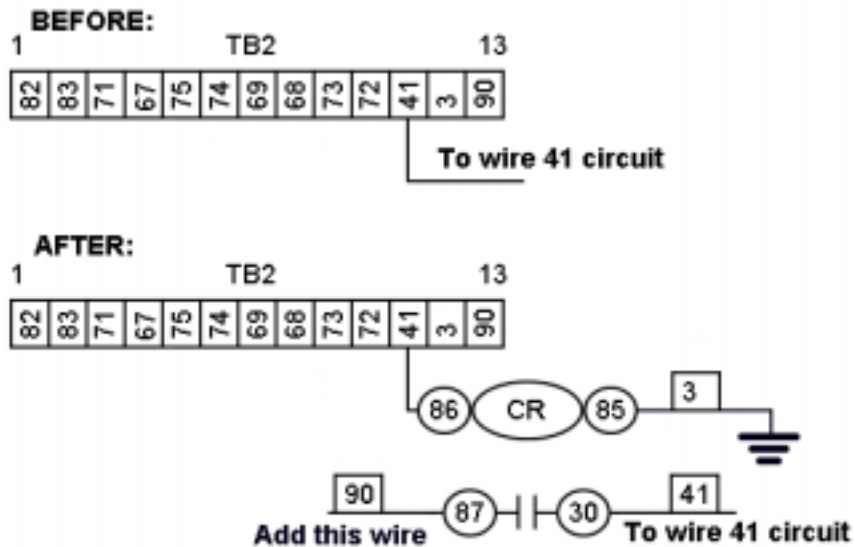 BEFORE:
1 TB2 13
82 83 71 67 75 74 69 68 73 72 41 3 90
To wire 41 circuit
AFTER:
1 TB2 13
82 83 71 67 75 74 69 68 73 72 41 3 90
86 CR 85 3
90 87 30 41
Add this wire To wire 41 circuit